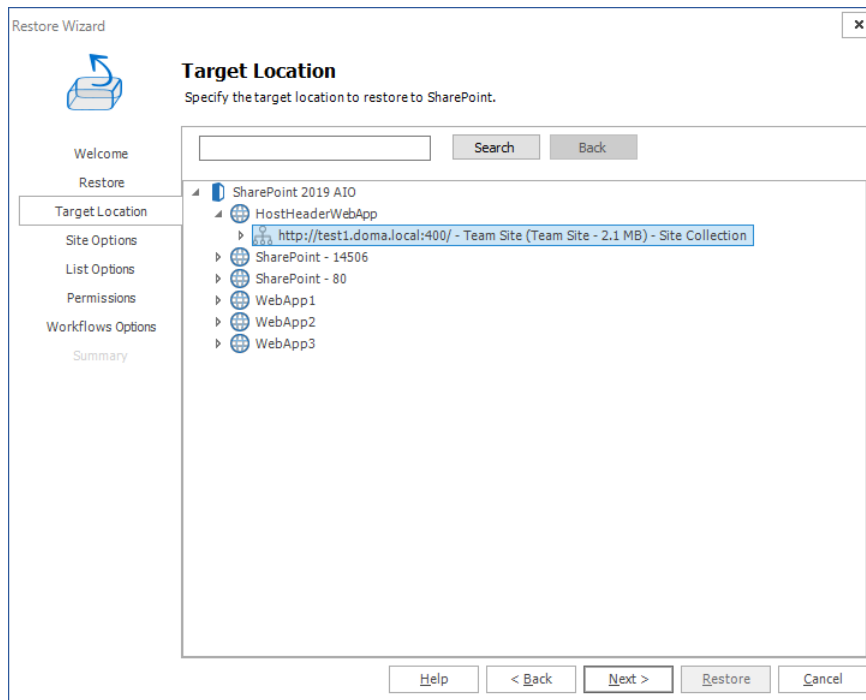 Restore Wizard
Target Location
Specify the target location to restore to SharePoint.
Welcome
Restore
Target Location
Site Options
List Options
Permissions
Workflows Options
Summary
Search
Back
SharePoint 2019 AIO
HostHeaderWebApp
http://test1.doma.local:400/ - Team Site (Team Site - 2.1 MB) - Site Collection
SharePoint - 14506
SharePoint - 80
WebApp1
WebApp2
WebApp3
Help
< Back
Next >
Restore
Cancel